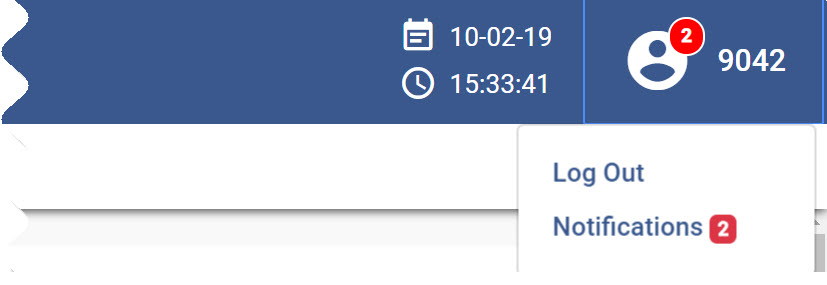 10-02-19
15:33:41
2
9042
Log Out
Notifications 2